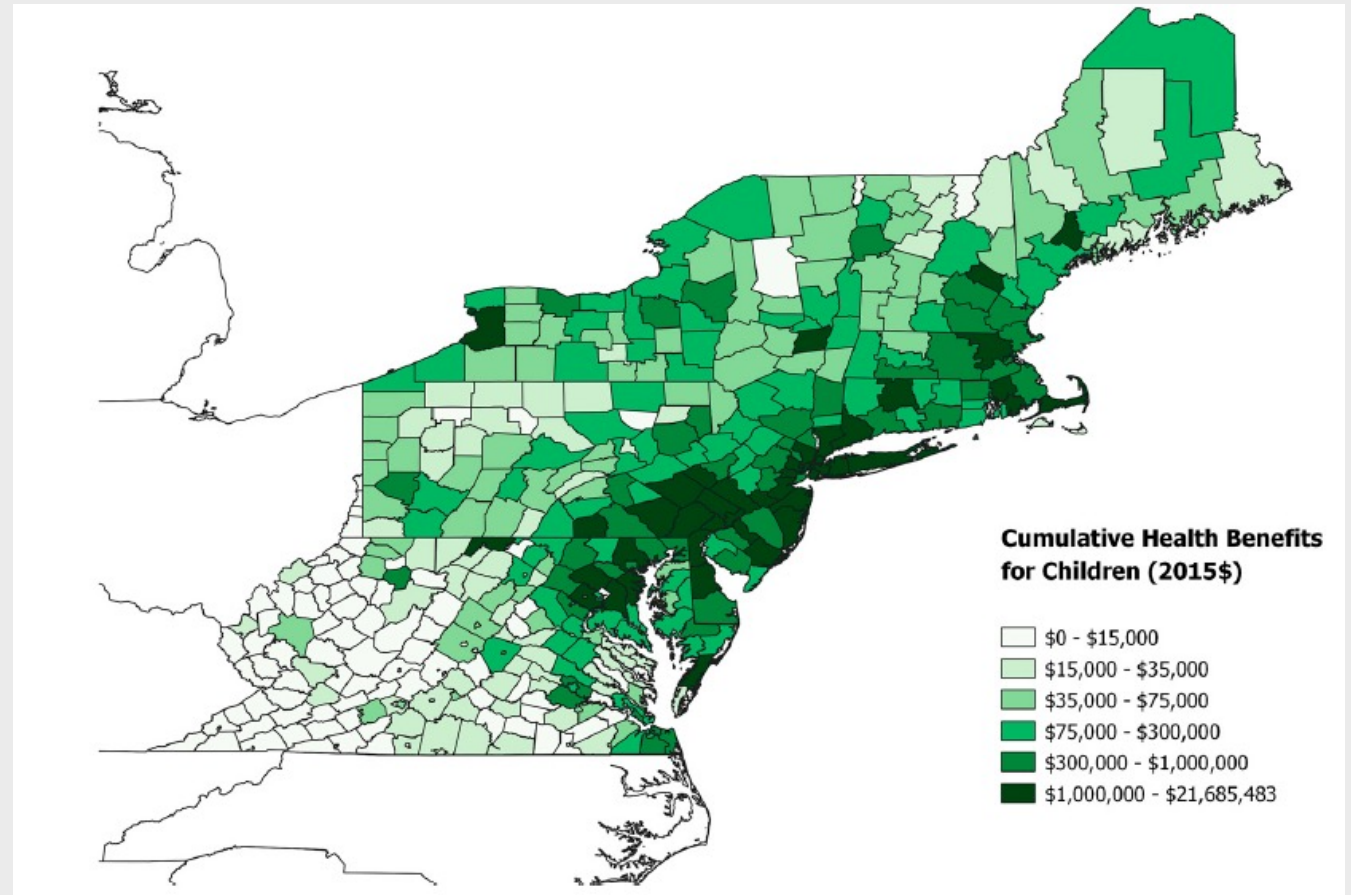 Cumulative Health Benefits
for Children (2015$)
$0 - $15,000
$15,000 - $35,000
$35,000 - $75,000
$75,000 - $300,000
$300,000 - $1,000,000
$1,000,000 - $21,685,483